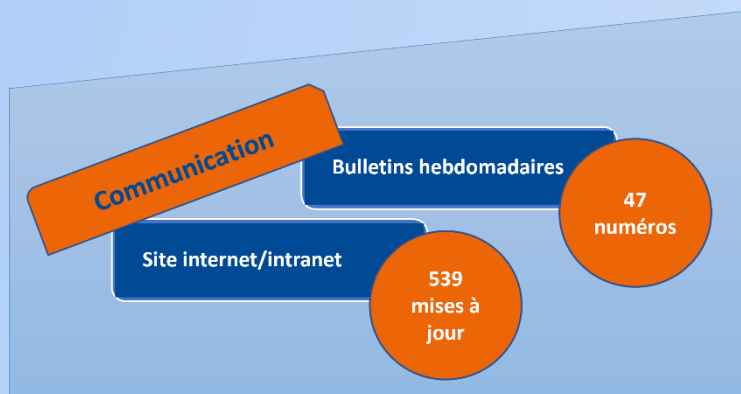 Communication
Bulletins hebdomadaires
47
numéros
Site internet/intranet
539
mises à
jour